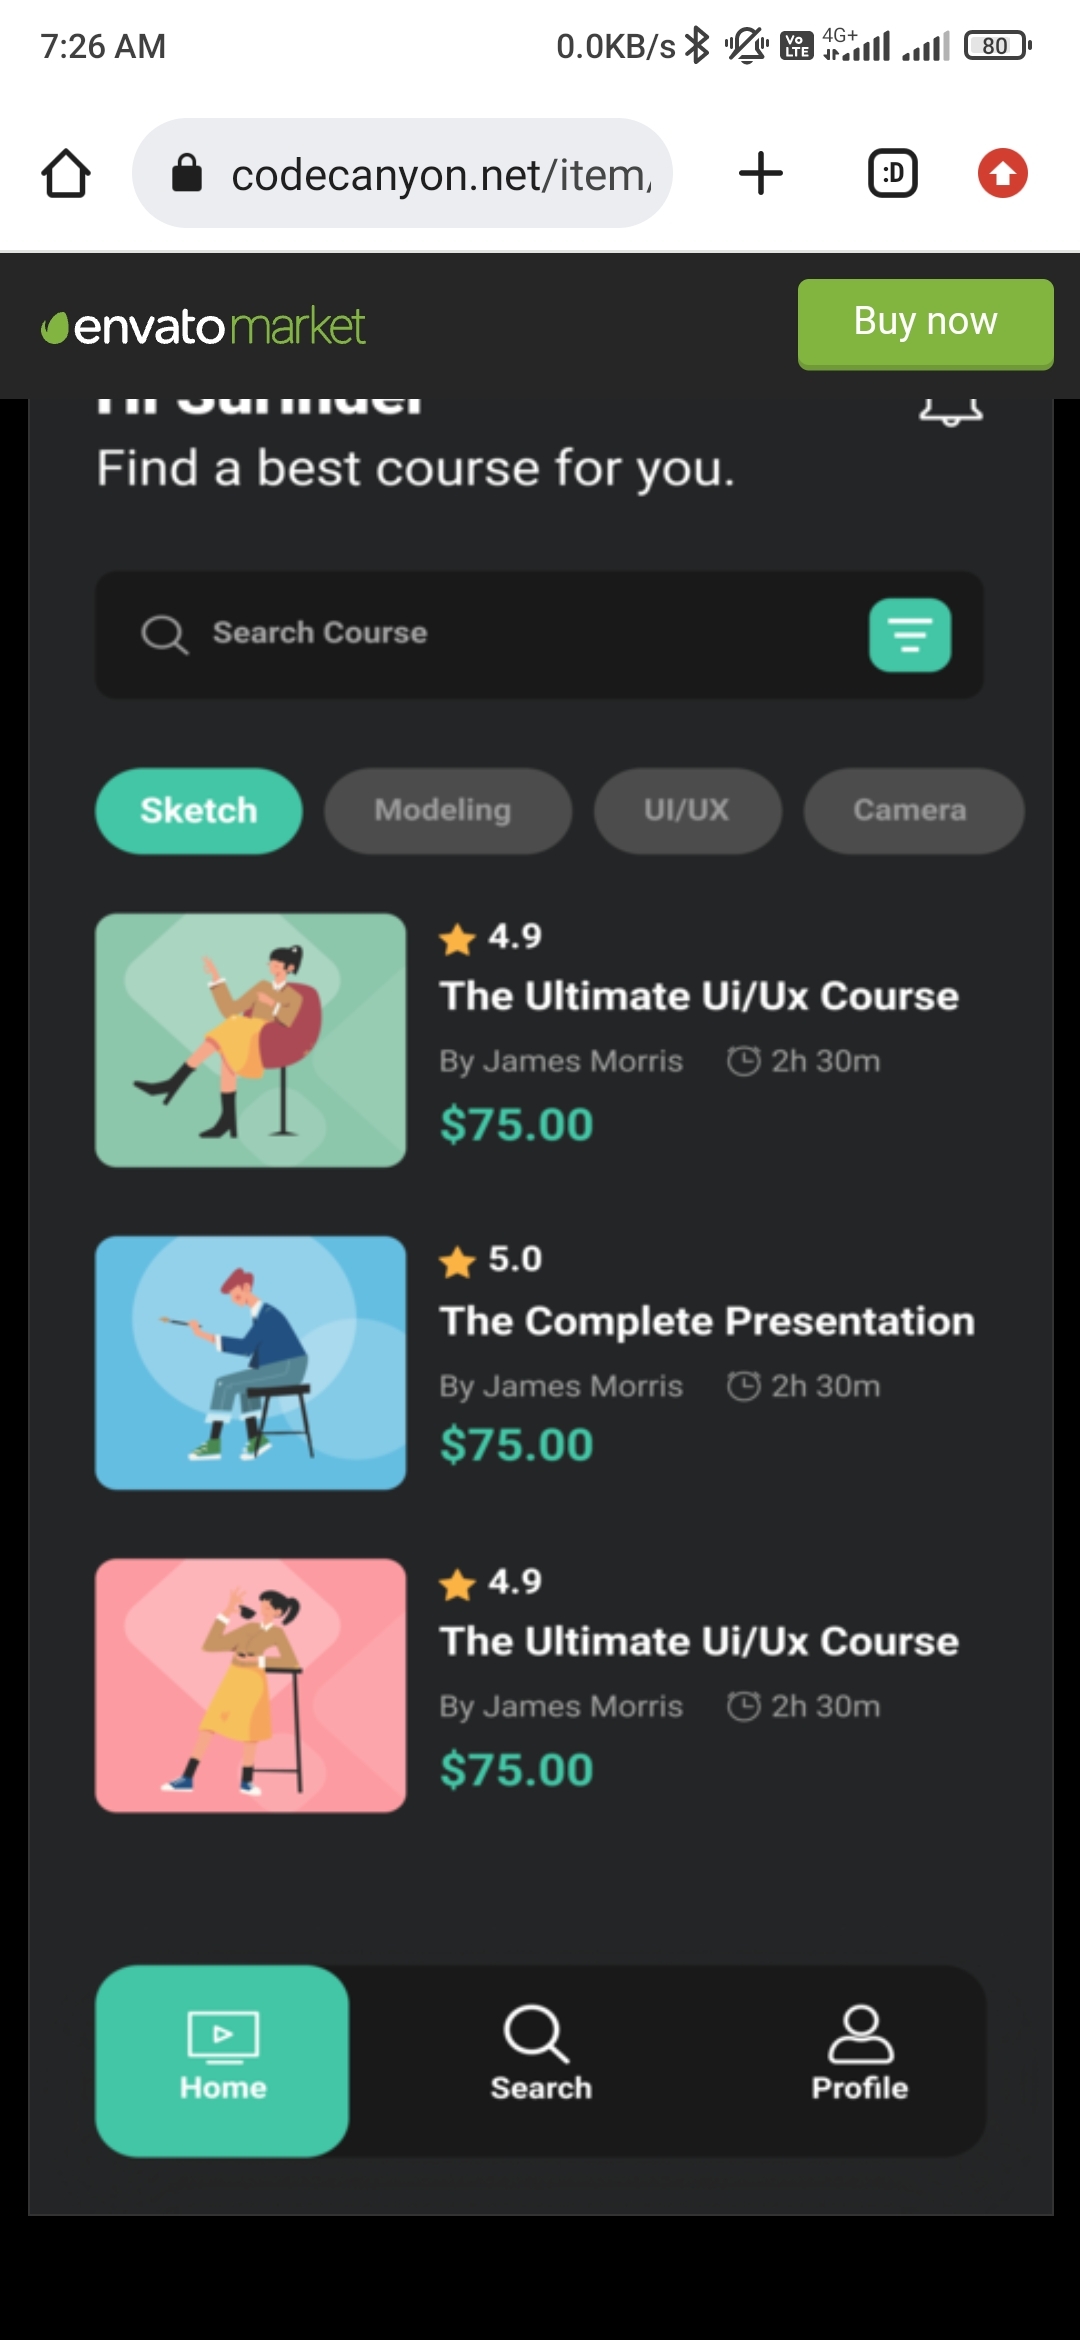 7:26 AM
0.0KB/s
Vo LTE
4G+
80
codecanyon.net/item/
:D
envatomarket
Buy now
Find a best course for you.
Search Course
Sketch
Modeling
UI/UX
Camera
4.9
The Ultimate Ui/Ux Course
By James Morris 2h 30m
$75.00
5.0
The Complete Presentation
By James Morris 2h 30m
$75.00
4.9
The Ultimate Ui/Ux Course
By James Morris 2h 30m
$75.00
Home
Search
Profile